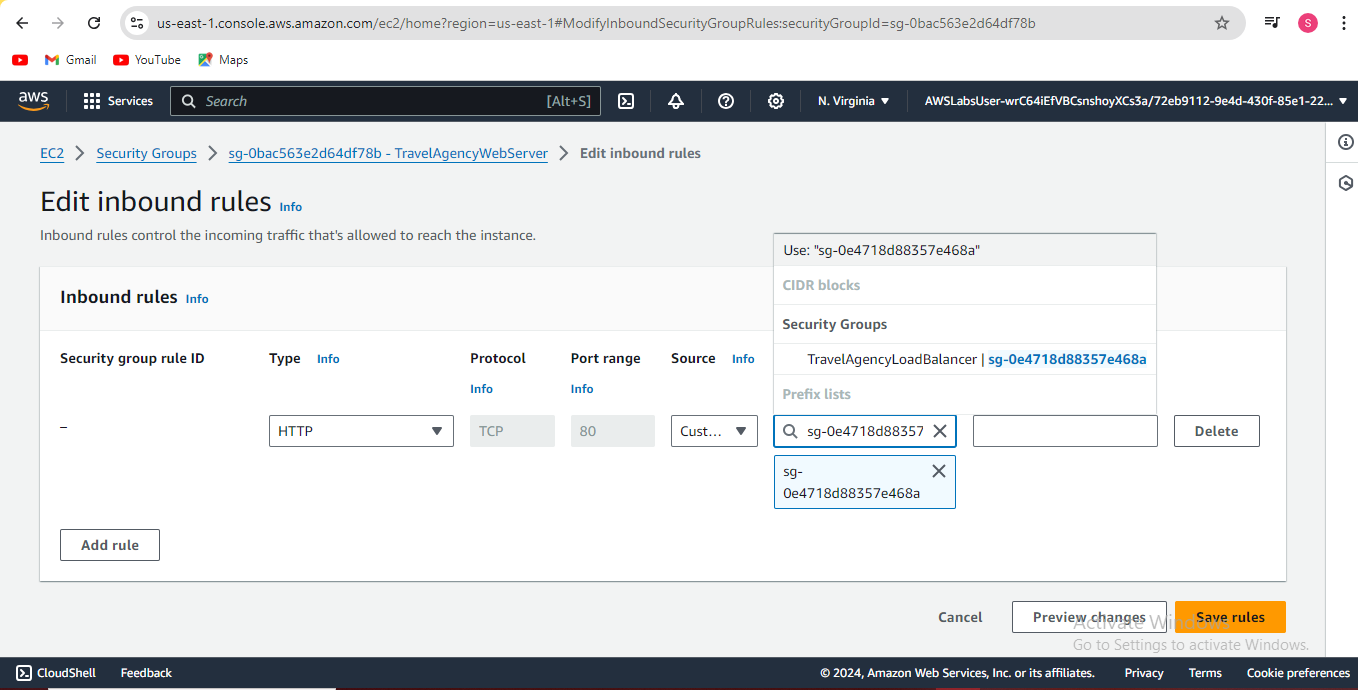 us-east-1.console.aws.amazon.com/ec2/home?region=us-east-1#ModifyInboundSecurityGroupRules:securityGroupId=sg-0bac563e2d64df78b
S
Gmail
YouTube
Maps
aws
Services
Search
[Alt+S]
N. Virginia
AWSLabsUser-wrC64iEfVBCsnshoyXCs3a/72eb9112-9e4d-430f-85e1-22...
EC2
Security Groups
sg-0bac563e2d64df78b - TravelAgencyWebServer
Edit inbound rules
Edit inbound rules Info
Inbound rules control the incoming traffic that's allowed to reach the instance.
Use: "sg-0e4718d88357e468a"
CIDR blocks
Inbound rules Info
Security Groups
Security group rule ID
Type Info
Protocol
Info
Port range
Info
Source Info
TravelAgencyLoadBalancer | sg-0e4718d88357e468a
Prefix lists
–
HTTP
TCP
80
Cust...
sg-0e4718d88357
Delete
sg-
0e4718d88357e468a
Add rule
Cancel
Preview changes
Save rules
Activate Windows
Go to Settings to activate Windows.
CloudShell
Feedback
© 2024, Amazon Web Services, Inc. or its affiliates.
Privacy
Terms
Cookie preferences